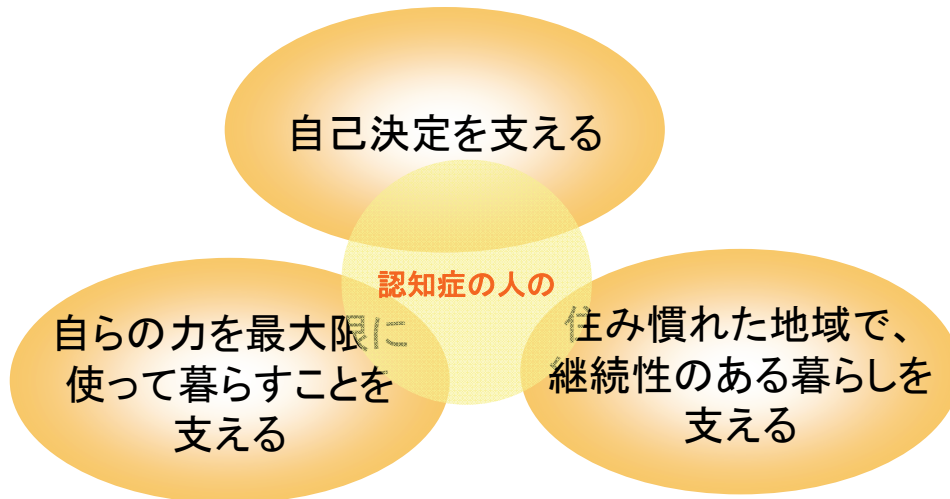 自己決定を支える
認知症の人の
自らの力を最大限に
使って暮らすことを
支える
住み慣れた地域で、
継続性のある暮らしを
支える